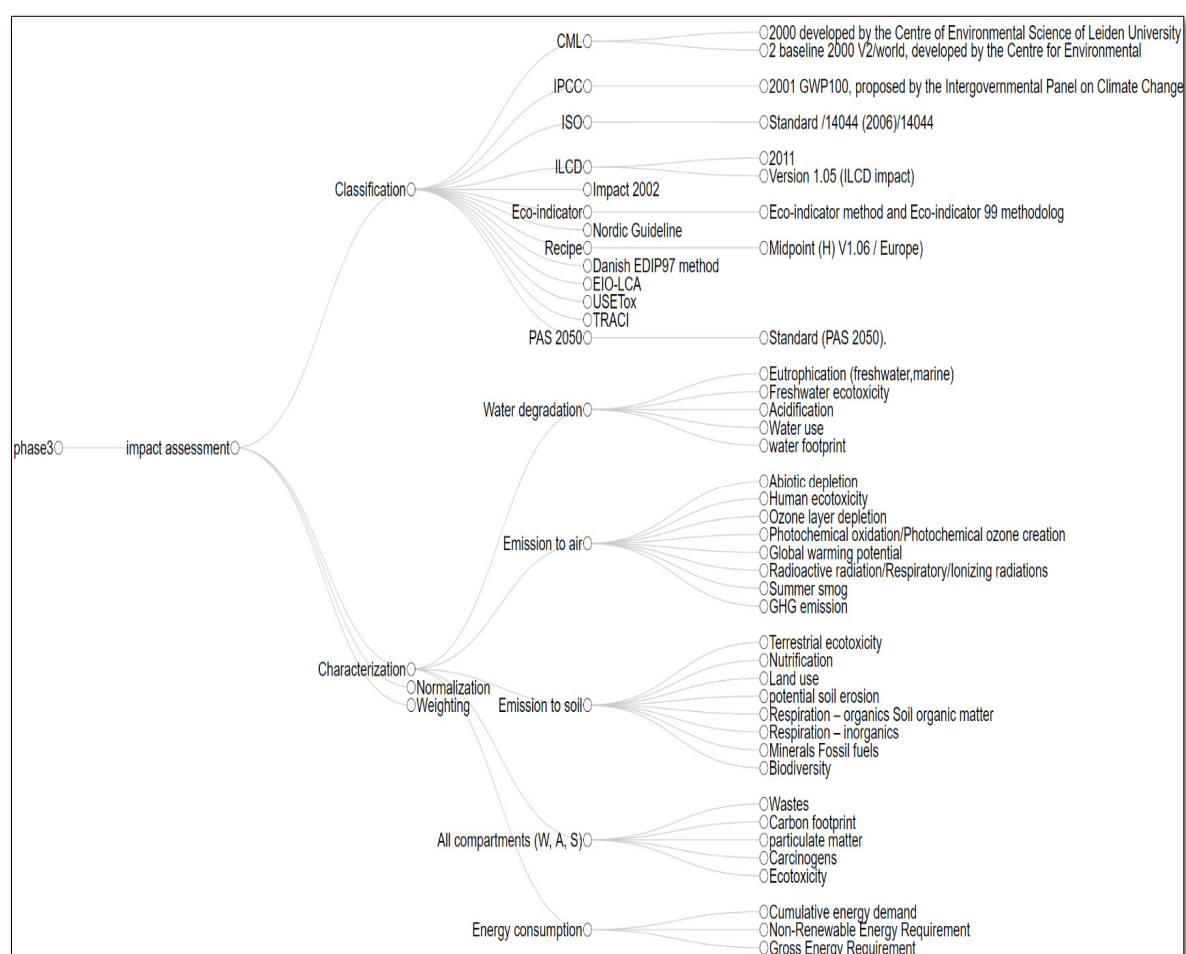 phase3
impact assessment
Classification
CML
2000 developed by the Centre of Environmental Science of Leiden University
2 baseline 2000 V2/world, developed by the Centre for Environmental
IPCC
2001 GWP100, proposed by the Intergovernmental Panel on Climate Change
ISO
Standard /14044 (2006)/14044
ILCD
2011
Version 1.05 (ILCD impact)
Impact 2002
Eco-indicator
Eco-indicator method and Eco-indicator 99 methodolog
Nordic Guideline
Recipe
Midpoint (H) V1.06 / Europe)
Danish EDIP97 method
EIO-LCA
USETox
TRACI
PAS 2050
Standard (PAS 2050).
Characterization
Water degradation
Eutrophication (freshwater,marine)
Freshwater ecotoxicity
Acidification
Water use
water footprint
Emission to air
Abiotic depletion
Human ecotoxicity
Ozone layer depletion
Photochemical oxidation/Photochemical ozone creation
Global warming potential
Radioactive radiation/Respiratory/Ionizing radiations
Summer smog
GHG emission
Emission to soil
Terrestrial ecotoxicity
Nutrification
Land use
potential soil erosion
Respiration – organics Soil organic matter
Respiration – inorganics
Minerals Fossil fuels
Biodiversity
All compartments (W, A, S)
Wastes
Carbon footprint
particulate matter
Carcinogens
Ecotoxicity
Energy consumption
Cumulative energy demand
Non-Renewable Energy Requirement
Gross Energy Requirement
Normalization
Weighting